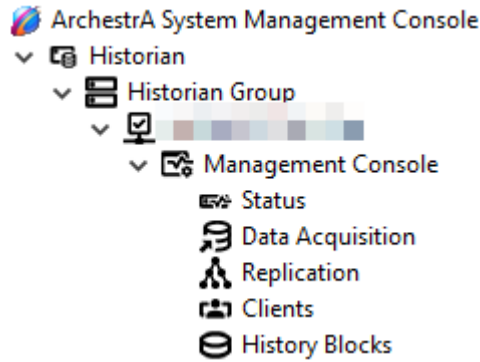 ArchestrA System Management Console
Historian
Historian Group
Management Console
Status
Data Acquisition
Replication
Clients
History Blocks